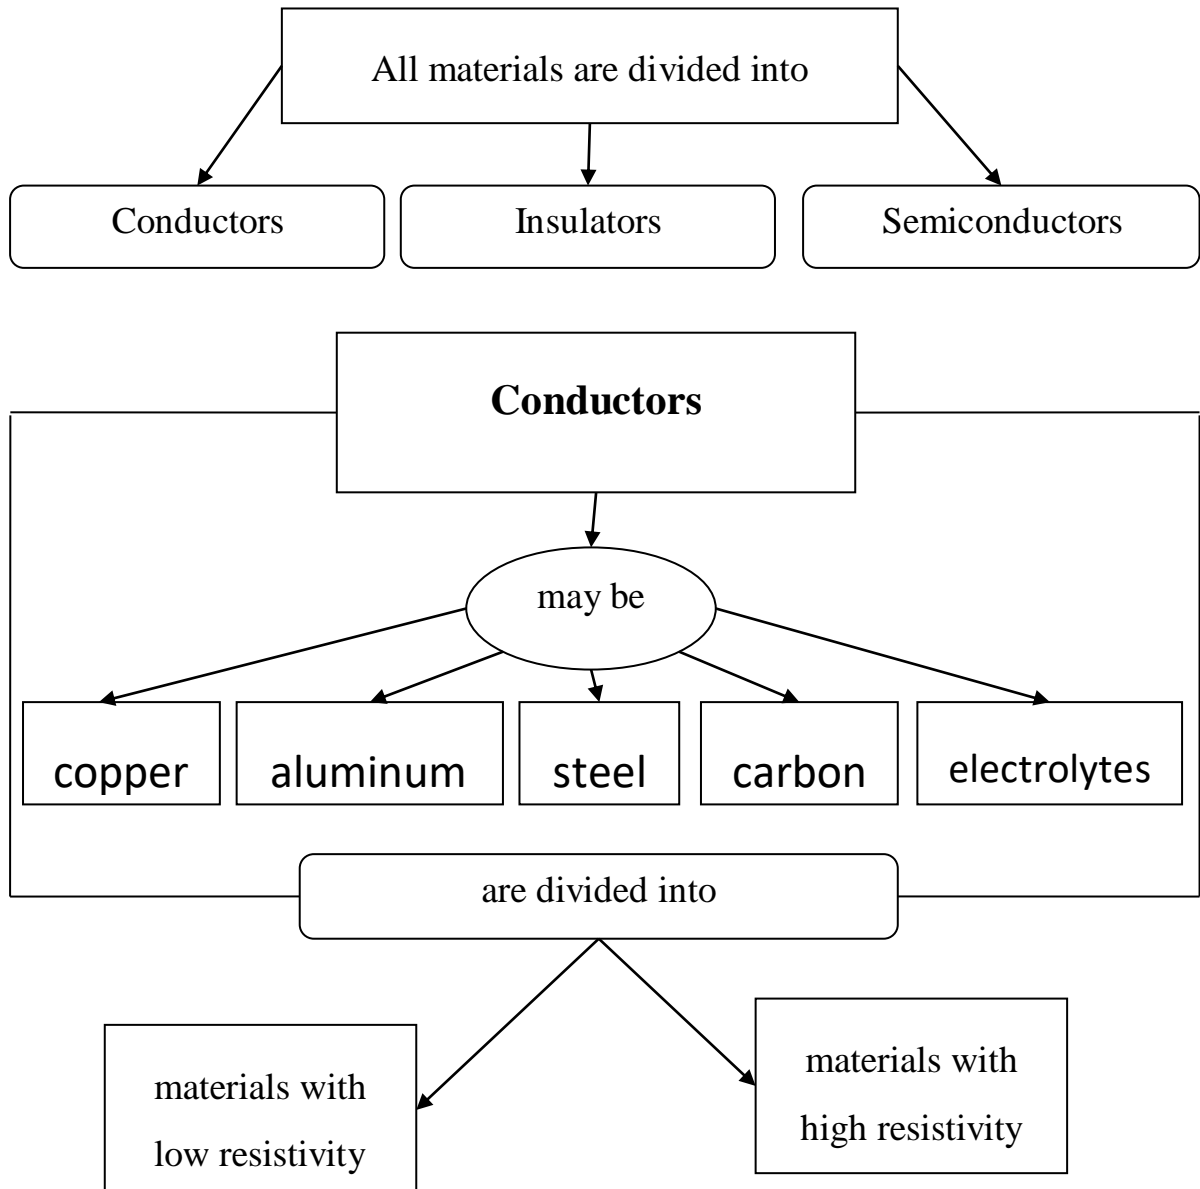 All materials are divided into
Conductors
Insulators
Semiconductors
Conductors
may be
copper
aluminum
steel
carbon
electrolytes
are divided into
materials with
low resistivity
materials with
high resistivity